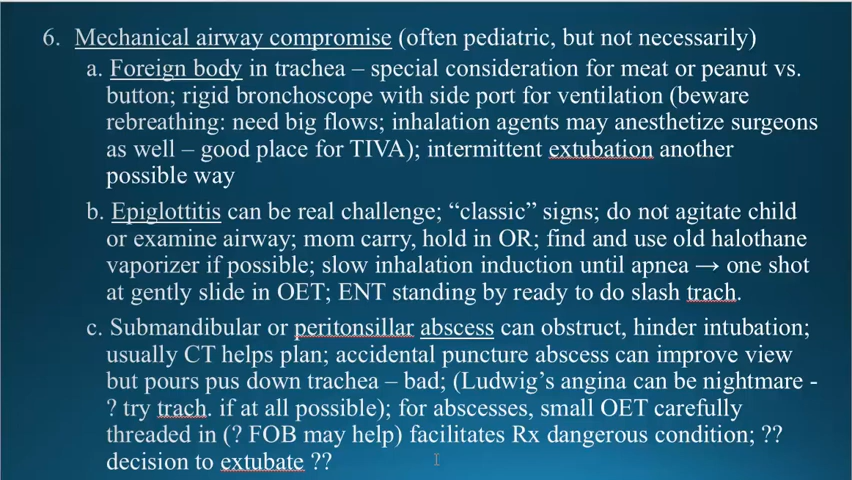 6. Mechanical airway compromise (often pediatric, but not necessarily)
a. Foreign body in trachea – special consideration for meat or peanut vs.
button; rigid bronchoscope with side port for ventilation (beware
rebreathing: need big flows; inhalation agents may anesthetize surgeons
as well – good place for TIVA); intermittent extubation another
possible way
b. Epiglottitis can be real challenge; “classic” signs; do not agitate child
or examine airway; mom carry, hold in OR; find and use old halothane
vaporizer if possible; slow inhalation induction until apnea → one shot
at gently slide in OET; ENT standing by ready to do slash trach.
c. Submandibular or peritonsillar abscess can obstruct, hinder intubation;
usually CT helps plan; accidental puncture abscess can improve view
but pours pus down trachea – bad; (Ludwig’s angina can be nightmare -
? try trach. if at all possible); for abscesses, small OET carefully
threaded in (? FOB may help) facilitates Rx dangerous condition; ??
decision to extubate ??